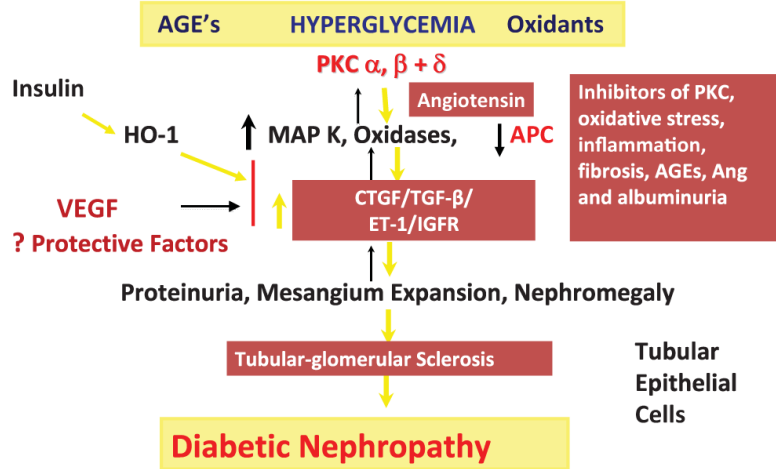 AGE's HYPERGLYCEMIA Oxidants
PKC α, β + δ
Insulin
Angiotensin
HO-1
MAP K, Oxidases,
APC
Inhibitors of PKC,
oxidative stress,
inflammation,
fibrosis, AGEs, Ang
and albuminuria
VEGF
? Protective Factors
CTGF/TGF-β/
ET-1/IGFR
Proteinuria, Mesangium Expansion, Nephromegaly
Tubular-glomerular Sclerosis
Tubular
Epithelial
Cells
Diabetic Nephropathy